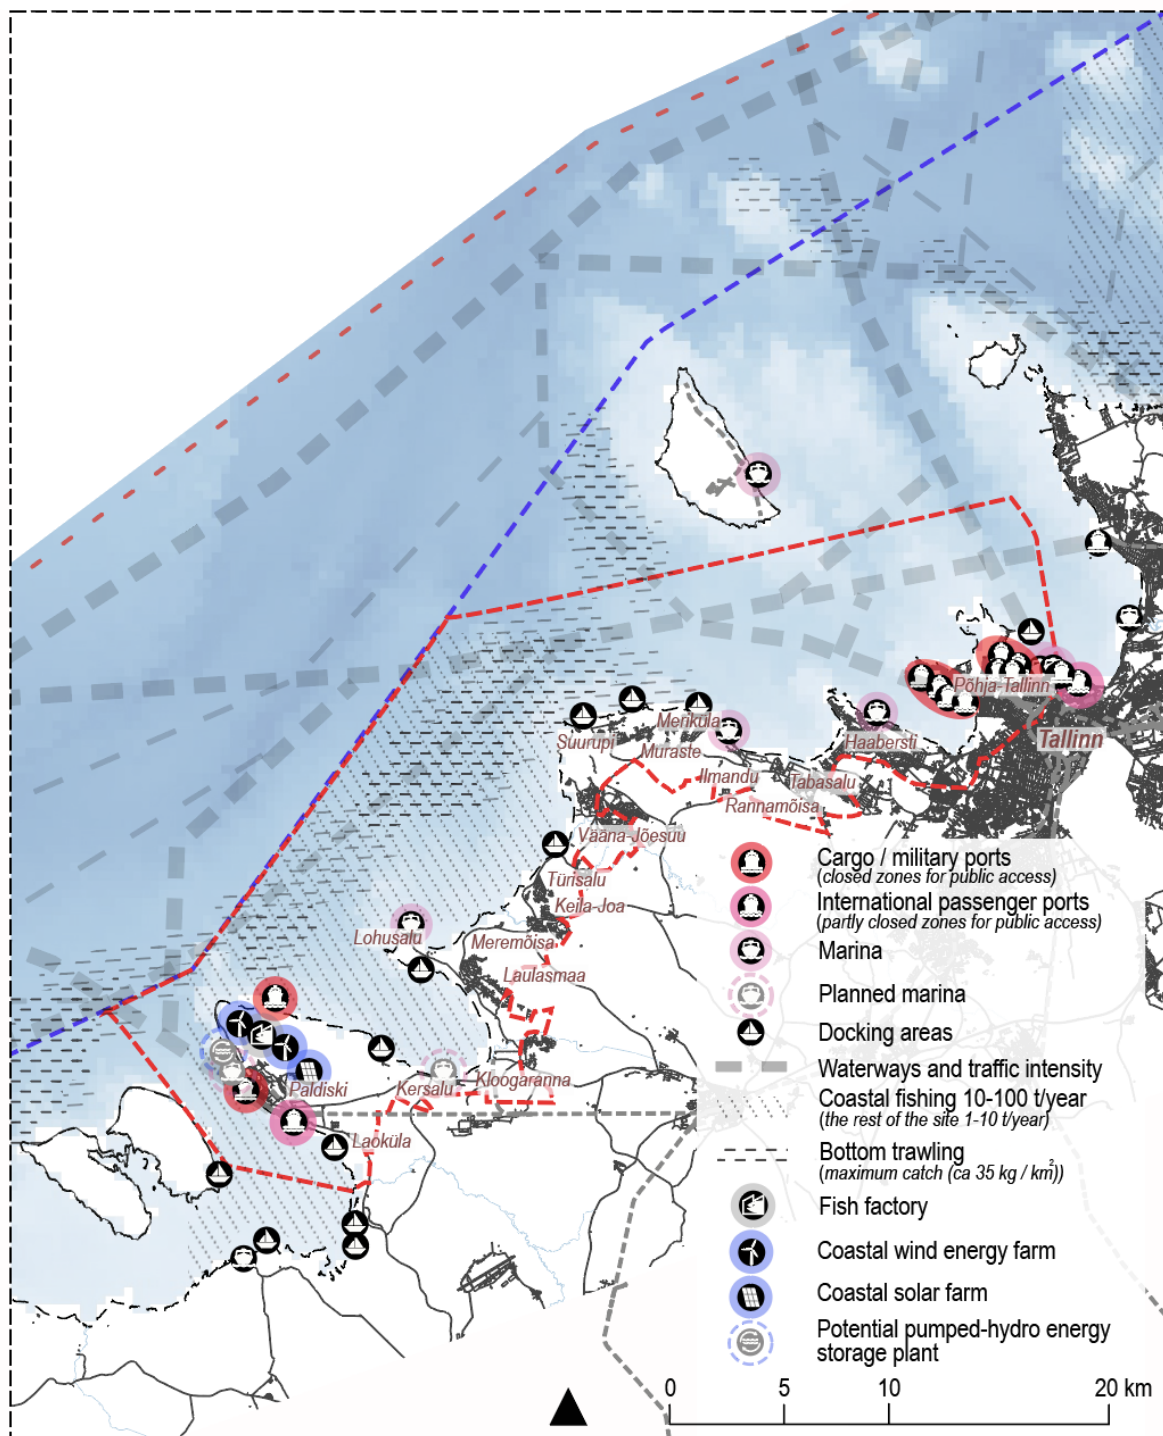 Põhja-Tallinn
Tallinn
Merikula
Suurupi
Muraste
Haabersti
Ilmandu
Tabasalu
Rannamõisa
Vääna-Jõesuu
Türisalu
Keila-Joa
Lohusalu
Meremõisa
Laulasmaa
Paldiski
Kersalu
Kloogaranna
Laoküla
Cargo / military ports
(closed zones for public access)
International passenger ports
(partly closed zones for public access)
Marina
Planned marina
Docking areas
Waterways and traffic intensity
Coastal fishing 10-100 t/year
(the rest of the site 1-10 t/year)
Bottom trawling
(maximum catch (ca 35 kg / km²))
Fish factory
Coastal wind energy farm
Coastal solar farm
Potential pumped-hydro energy
storage plant
0 5 10 20 km